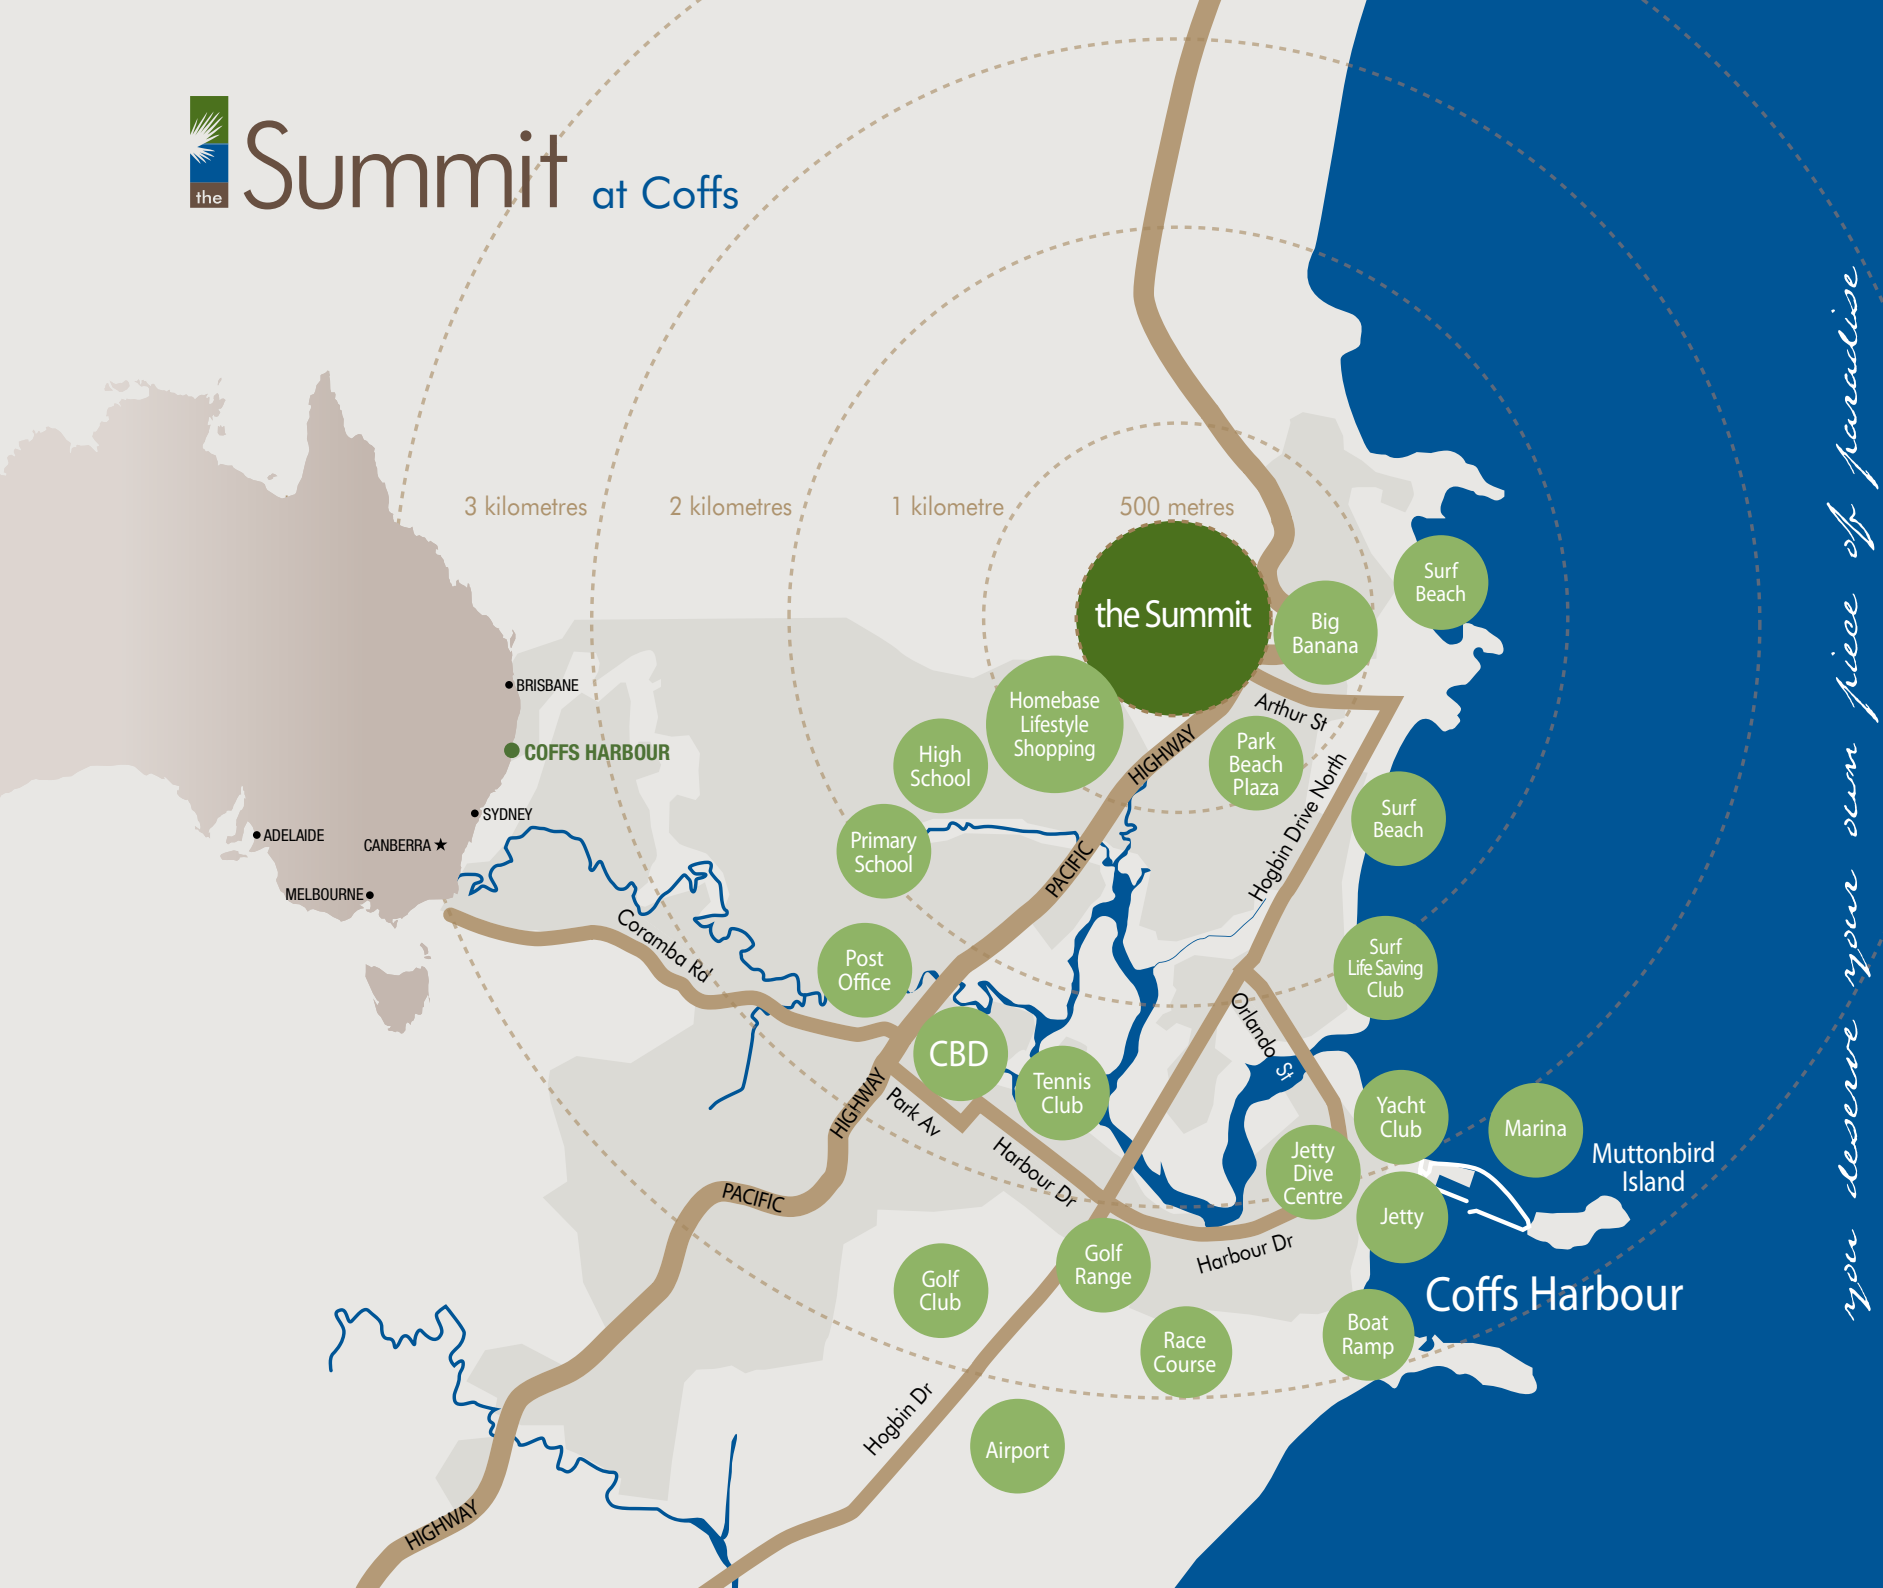 the
Summit at Coffs
3 kilometres
2 kilometres
1 kilometre
500 metres
the Summit
Surf
Beach
Big
Banana
Homebase
Lifestyle
Shopping
High
School
Arthur St
HIGHWAY
Park
Beach
Plaza
Hogbin Drive North
Surf
Beach
Primary
School
PACIFIC
BRISBANE
COFFS HARBOUR
SYDNEY
ADELAIDE
CANBERRA
MELBOURNE
Coramba Rd
Post
Office
Surf
Life Saving
Club
CBD
Orlando St
Tennis
Club
HIGHWAY
Park Av
Harbour Dr
Yacht
Club
Marina
Muttonbird
Island
Jetty
Dive
Centre
Jetty
PACIFIC
Harbour Dr
Golf
Range
Golf
Club
Coffs Harbour
Race
Course
Boat
Ramp
Hogbin Dr
Airport
HIGHWAY
you deserve your own piece of paradise